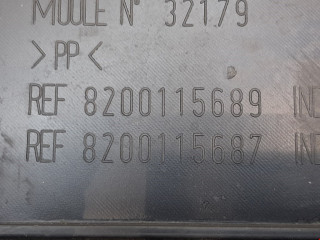 MOULE N° 32179
>PP<
REF 8200115689 IND
REF 8200115687 IND